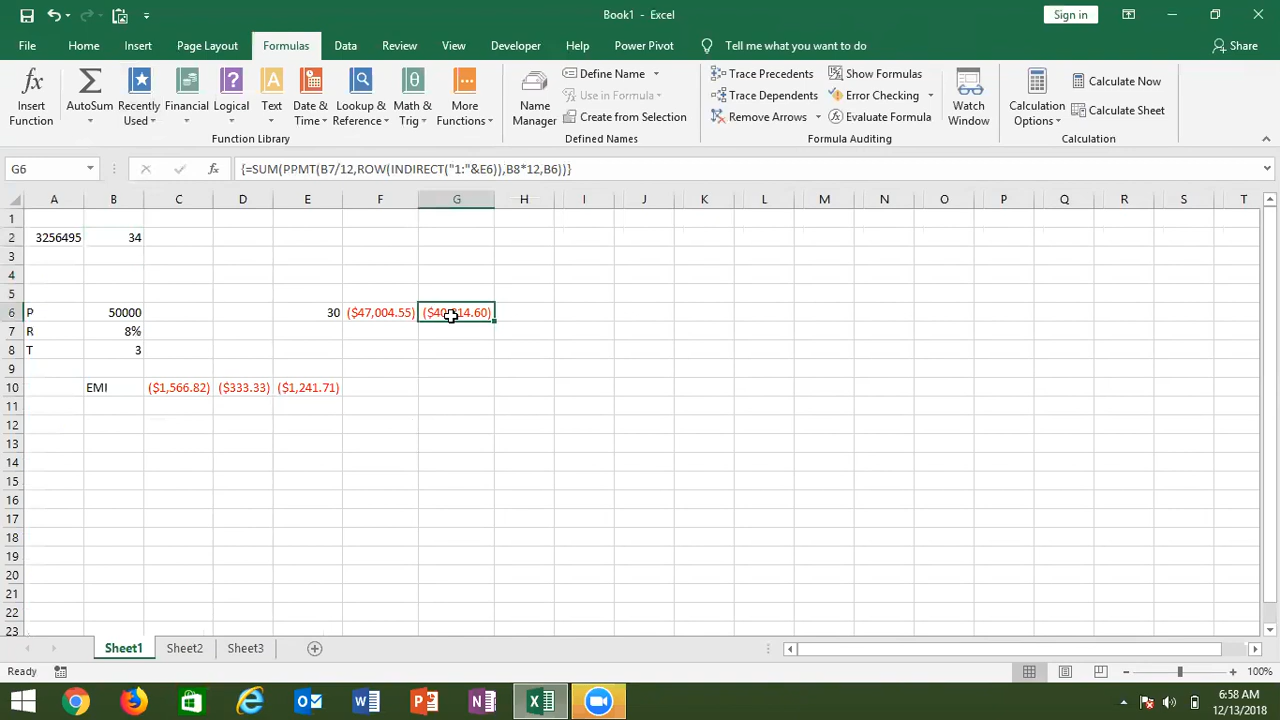 Book1 - Excel
Sign in
File Home Insert Page Layout Formulas Data Review View Developer Help Power Pivot Tell me what you want to do Share
Insert Function
AutoSum
Recently Used
Financial
Logical
Text
Date & Time
Lookup & Reference
Math & Trig
More Functions
Function Library
Name Manager
Define Name
Use in Formula
Create from Selection
Defined Names
Trace Precedents
Trace Dependents
Remove Arrows
Show Formulas
Error Checking
Evaluate Formula
Formula Auditing
Watch Window
Calculation Options
Calculate Now
Calculate Sheet
Calculation
G6 fx {=SUM(PPMT(B7/12,ROW(INDIRECT("1:"&E6)),B8*12,B6))}
A B C D E F G H I J K L M N O P Q R S T
1
2 3256495 34
3
4
5
6 P 50000 30 ($47,004.55)
7 R 8%
8 T 3
9
10 EMI ($1,566.82) ($333.33) ($1,241.71)
11
12
13
14
15
16
17
18
19
20
21
22
23
Sheet1 Sheet2 Sheet3
Ready 100%
6:58 AM
12/13/2018